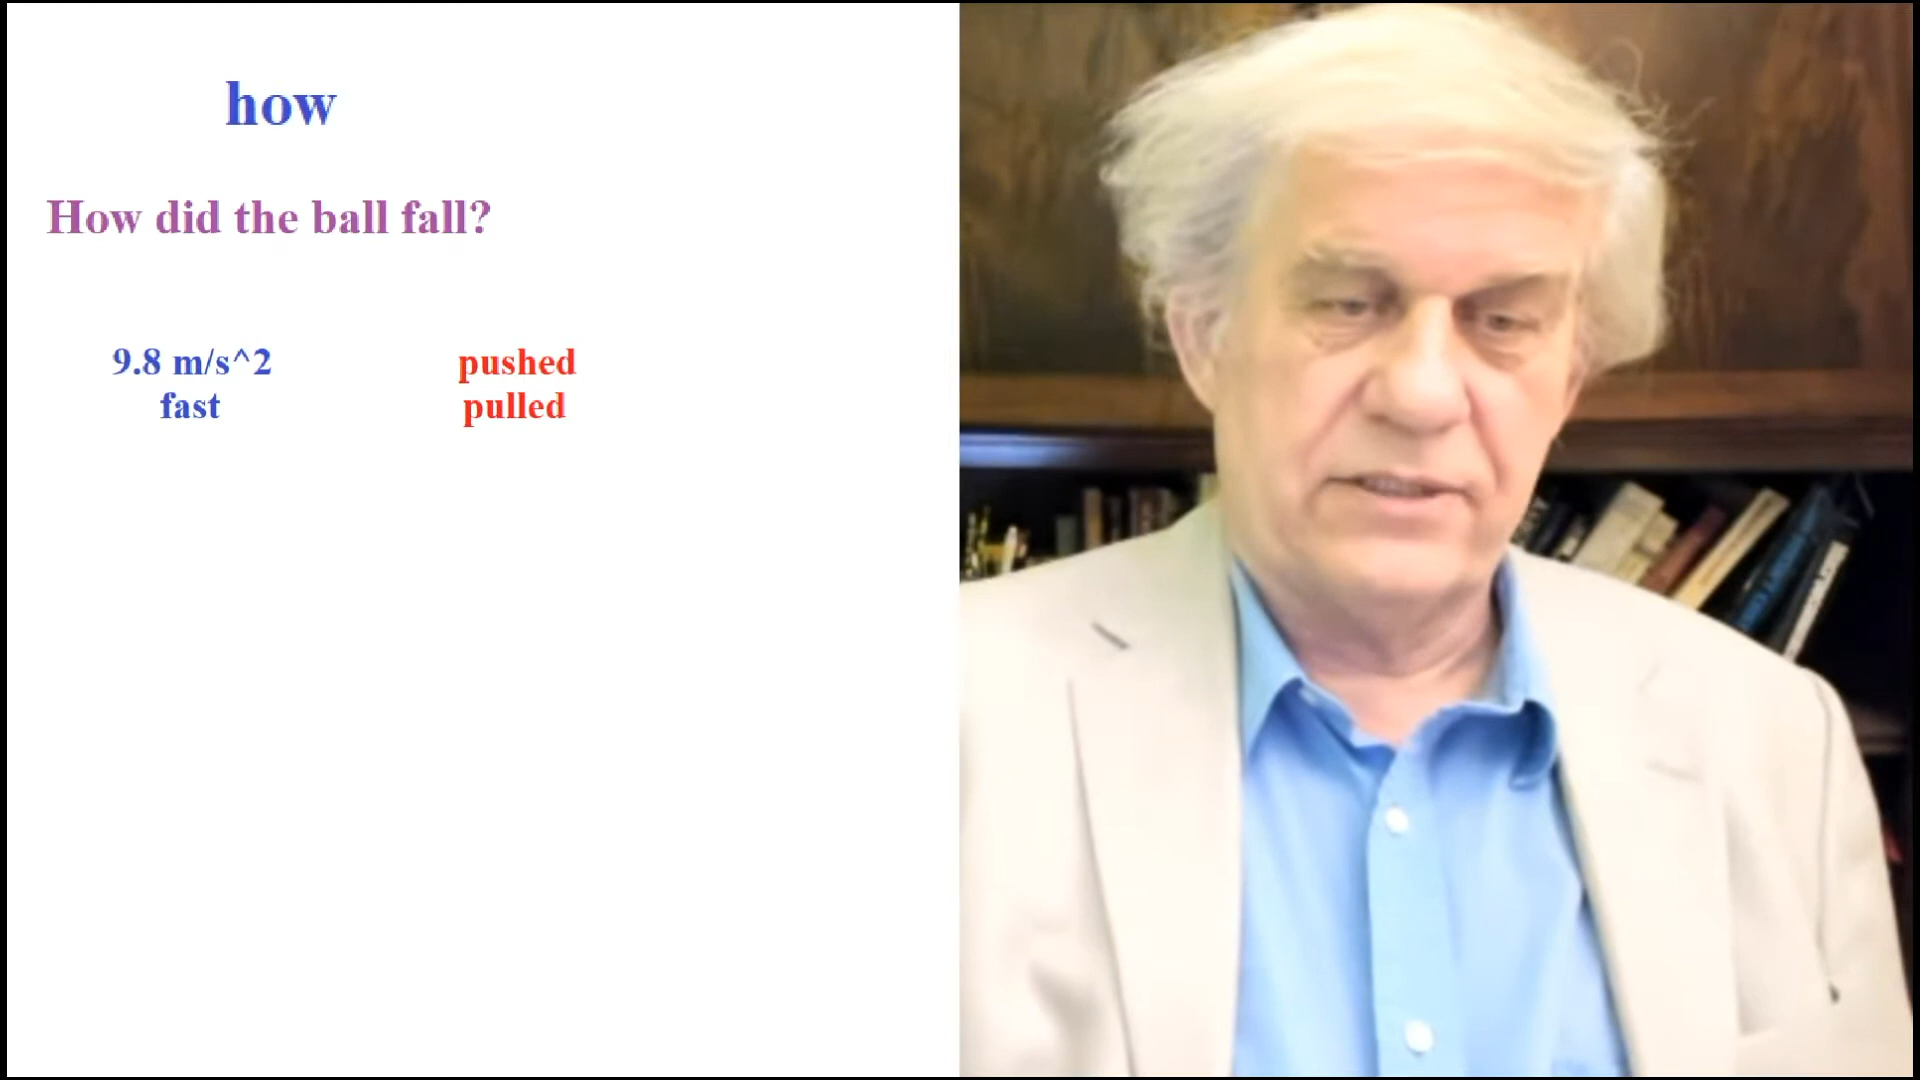 how
How did the ball fall?
9.8 m/s^2
fast
pushed
pulled